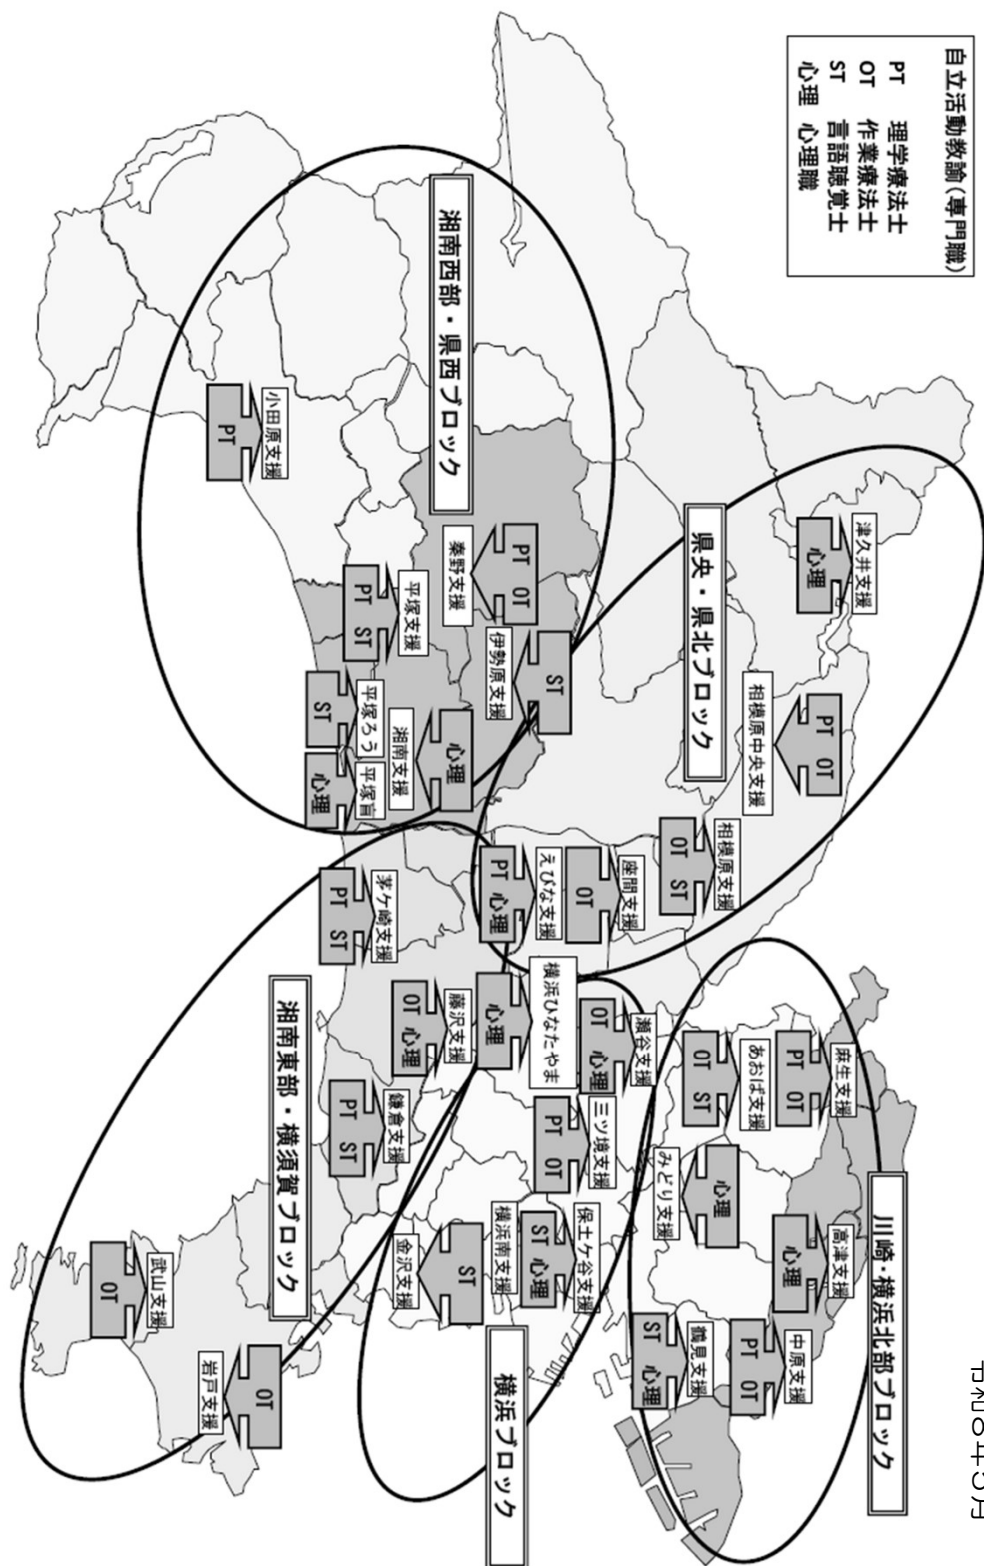 自立活動教諭(専門職)
PT 理学療法士
OT 作業療法士
ST 言語聴覚士
心理 心理職
川崎・横浜北部ブロック
麻生支援
PT OT
高津支援
心理
中原支援
PT OT
あおば支援
OT ST
みどり支援
心理
鶴見支援
ST 心理
県央・県北ブロック
津久井支援
心理
相模原中央支援
PT OT
相模原支援
OT ST
座間支援
OT
えびな支援
PT 心理
横浜ブロック
瀬谷支援
OT 心理
三ツ境支援
PT OT
保土ケ谷支援
ST 心理
横浜ひなたやま
心理
横浜南支援
ST
金沢支援
湘南西部・県西ブロック
秦野支援
PT OT
伊勢原支援
ST
平塚支援
PT ST
湘南支援
心理
平塚ろう
ST
平塚盲
心理
小田原支援
PT
湘南東部・横須賀ブロック
茅ケ崎支援
PT ST
藤沢支援
OT 心理
鎌倉支援
PT ST
武山支援
OT
岩戸支援
OT